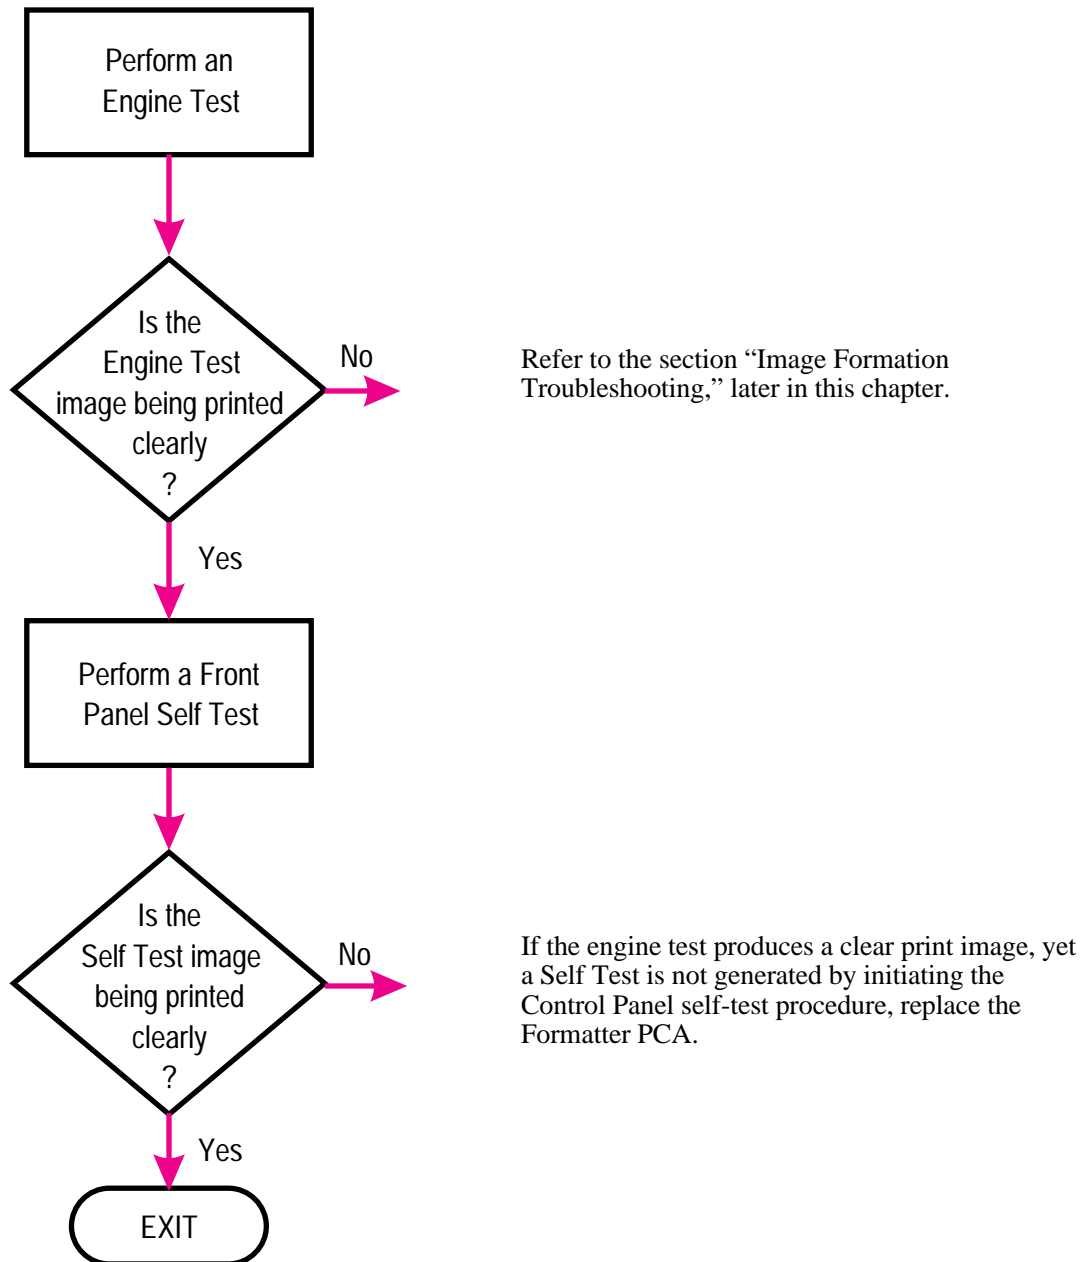 Perform an
Engine Test
Is the
Engine Test
image being printed
clearly
?
No
Refer to the section “Image Formation
Troubleshooting,” later in this chapter.
Yes
Perform a Front
Panel Self Test
Is the
Self Test image
being printed
clearly
?
No
If the engine test produces a clear print image, yet
a Self Test is not generated by initiating the
Control Panel self-test procedure, replace the
Formatter PCA.
Yes
EXIT